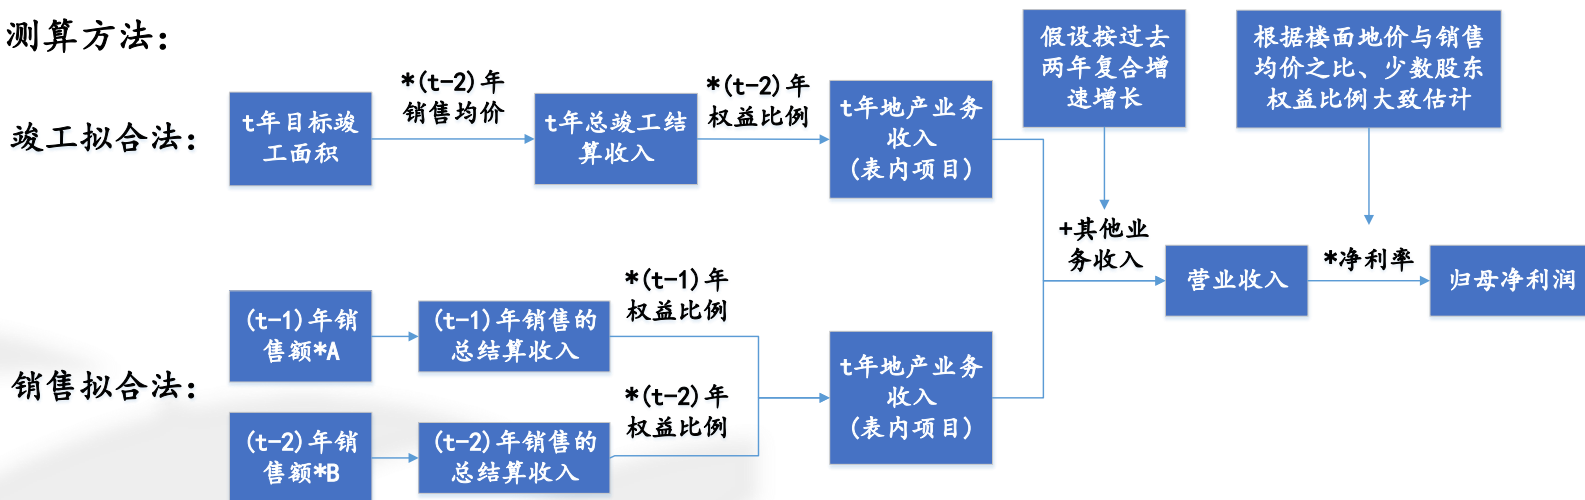 测算方法：
假设按过去
两年复合增
速增长
根据楼面地价与销售
均价之比、少数股东
权益比例大致估计
竣工拟合法：
t年目标竣
工面积
*(t-2)年
销售均价
t年总竣工结
算收入
*(t-2)年
权益比例
t年地产业务
收入
(表内项目)
+其他业
务收入
营业收入
*净利率
归母净利润
销售拟合法：
(t-1)年销
售额*A
(t-1)年销售的
总结算收入
*(t-1)年
权益比例
(t-2)年销
售额*B
(t-2)年销售的
总结算收入
*(t-2)年
权益比例
t年地产业务
收入
(表内项目)